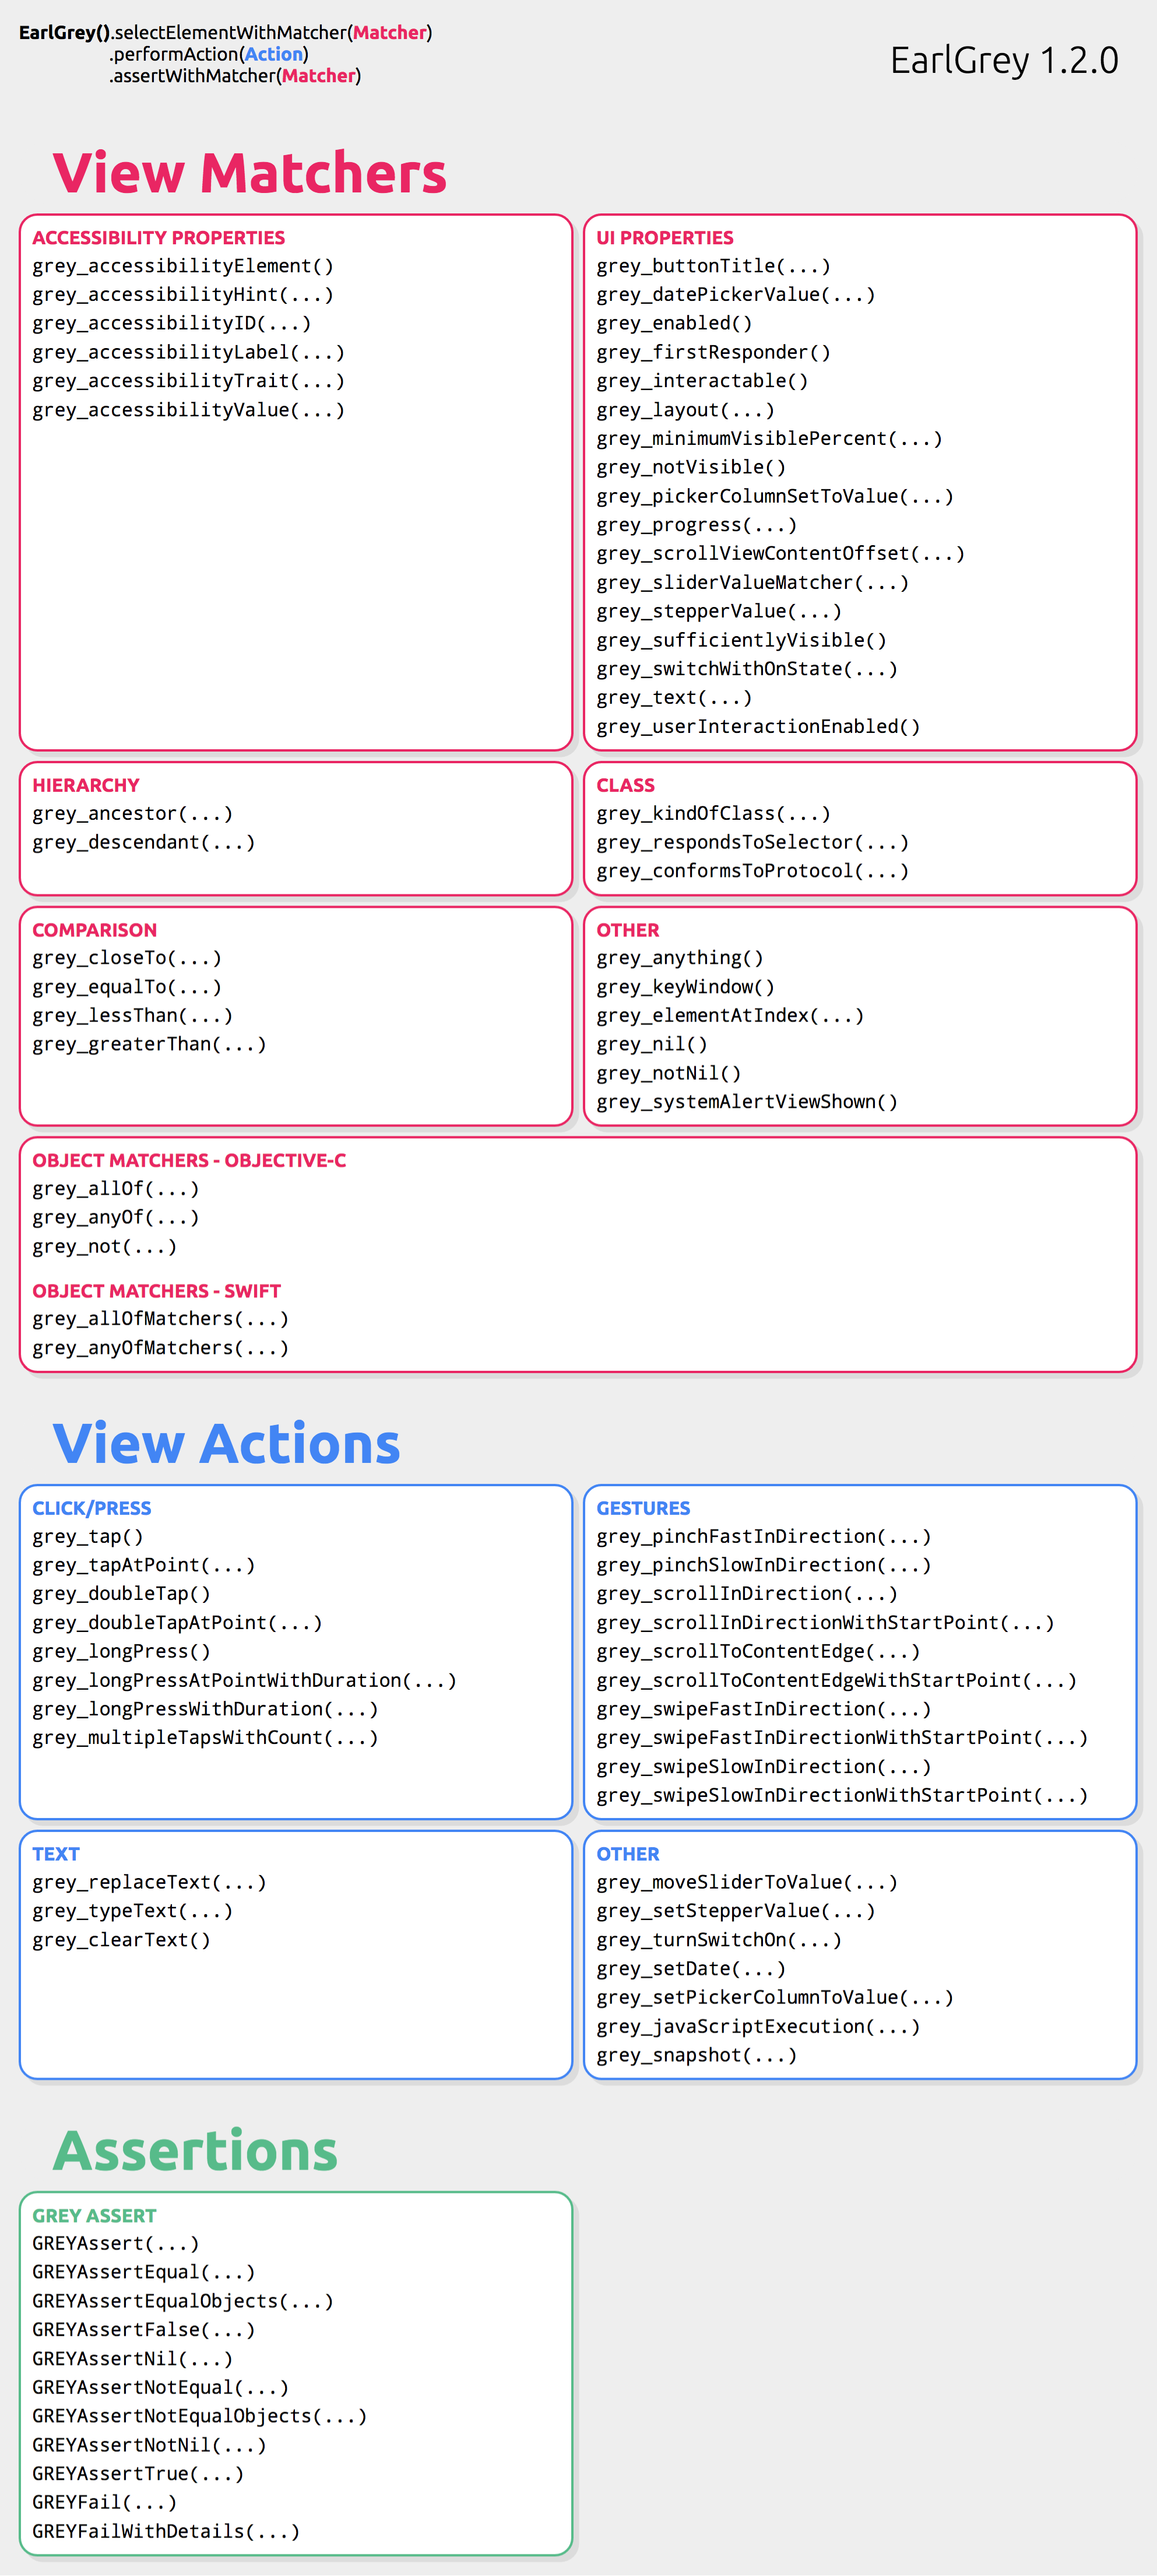 EarlGrey().selectElementWithMatcher(Matcher)
.performAction(Action)
.assertWithMatcher(Matcher)
EarlGrey 1.2.0
View Matchers
ACCESSIBILITY PROPERTIES
grey_accessibilityElement()
grey_accessibilityHint(...)
grey_accessibilityID(...)
grey_accessibilityLabel(...)
grey_accessibilityTrait(...)
grey_accessibilityValue(...)
UI PROPERTIES
grey_buttonTitle(...)
grey_datePickerValue(...)
grey_enabled()
grey_firstResponder()
grey_interactable()
grey_layout(...)
grey_minimumVisiblePercent(...)
grey_notVisible()
grey_pickerColumnSetToValue(...)
grey_progress(...)
grey_scrollViewContentOffset(...)
grey_sliderValueMatcher(...)
grey_stepperValue(...)
grey_sufficientlyVisible()
grey_switchWithOnState(...)
grey_text(...)
grey_userInteractionEnabled()
HIERARCHY
grey_ancestor(...)
grey_descendant(...)
CLASS
grey_kindOfClass(...)
grey_respondsToSelector(...)
grey_conformsToProtocol(...)
COMPARISON
grey_closeTo(...)
grey_equalTo(...)
grey_lessThan(...)
grey_greaterThan(...)
OTHER
grey_anything()
grey_keyWindow()
grey_elementAtIndex(...)
grey_nil()
grey_notNil()
grey_systemAlertViewShown()
OBJECT MATCHERS - OBJECTIVE-C
grey_allOf(...)
grey_anyOf(...)
grey_not(...)
OBJECT MATCHERS - SWIFT
grey_allOfMatchers(...)
grey_anyOfMatchers(...)
View Actions
CLICK/PRESS
grey_tap()
grey_tapAtPoint(...)
grey_doubleTap()
grey_doubleTapAtPoint(...)
grey_longPress()
grey_longPressAtPointWithDuration(...)
grey_longPressWithDuration(...)
grey_multipleTapsWithCount(...)
GESTURES
grey_pinchFastInDirection(...)
grey_pinchSlowInDirection(...)
grey_scrollInDirection(...)
grey_scrollInDirectionWithStartPoint(...)
grey_scrollToContentEdge(...)
grey_scrollToContentEdgeWithStartPoint(...)
grey_swipeFastInDirection(...)
grey_swipeFastInDirectionWithStartPoint(...)
grey_swipeSlowInDirection(...)
grey_swipeSlowInDirectionWithStartPoint(...)
TEXT
grey_replaceText(...)
grey_typeText(...)
grey_clearText()
OTHER
grey_moveSliderToValue(...)
grey_setStepperValue(...)
grey_turnSwitchOn(...)
grey_setDate(...)
grey_setPickerColumnToValue(...)
grey_javaScriptExecution(...)
grey_snapshot(...)
Assertions
GREY ASSERT
GREYAssert(...)
GREYAssertEqual(...)
GREYAssertEqualObjects(...)
GREYAssertFalse(...)
GREYAssertNil(...)
GREYAssertNotEqual(...)
GREYAssertNotEqualObjects(...)
GREYAssertNotNil(...)
GREYAssertTrue(...)
GREYFail(...)
GREYFailWithDetails(...)